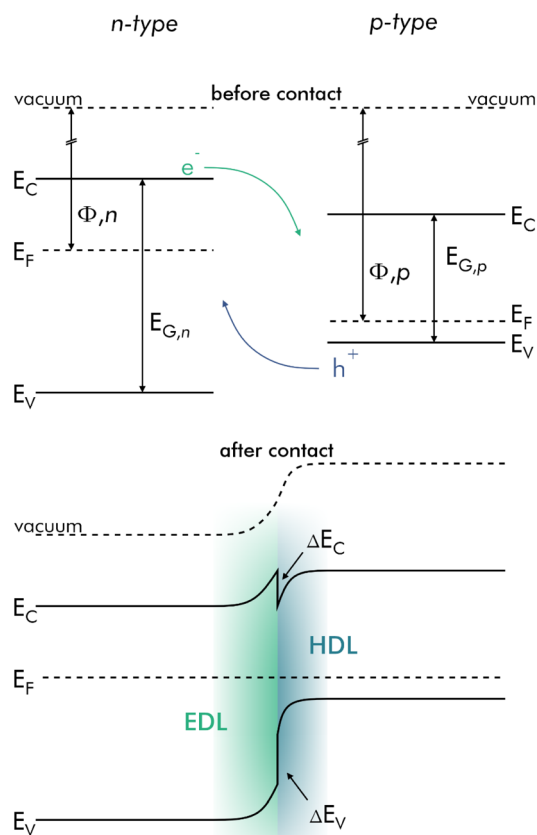 n-type
p-type
before contact
vacuum
vacuum
e⁻
E_C
E_C
Φ,n
Φ,p
E_G,p
E_F
E_G,n
E_F
E_V
h⁺
E_V
after contact
vacuum
ΔE_C
E_C
HDL
E_F
EDL
ΔE_V
E_V